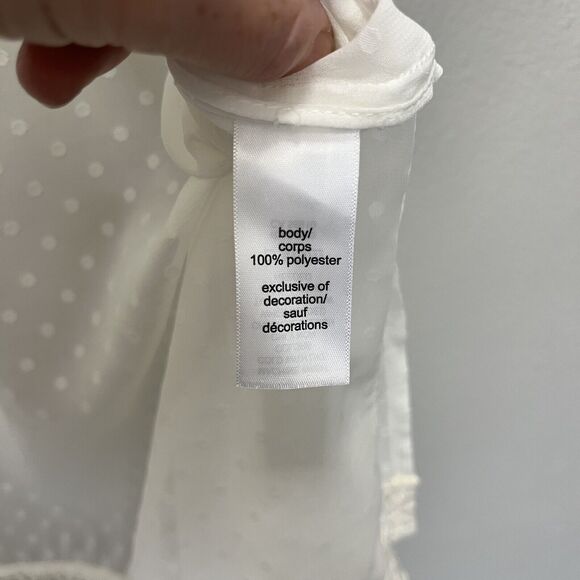 body/
corps
100% polyester
exclusive of
decoration/
sauf
décorations